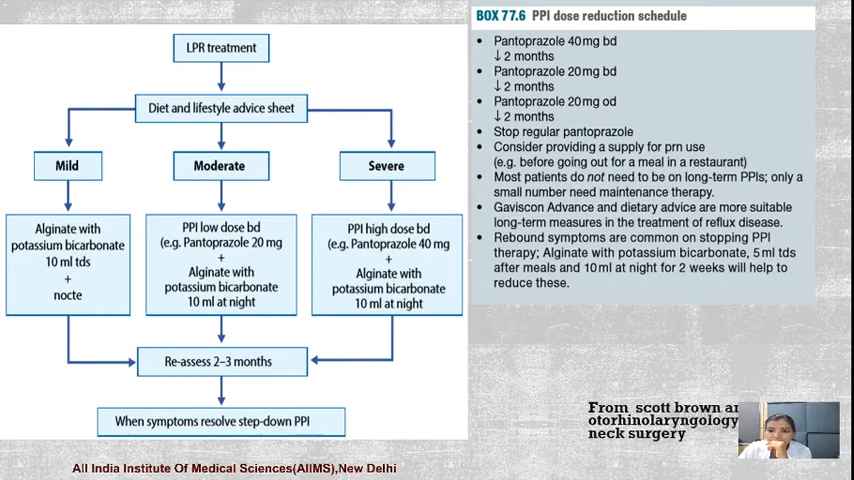 LPR treatment
Diet and lifestyle advice sheet
Mild
Moderate
Severe
Alginate with
potassium bicarbonate
10 ml tds
+
nocte
PPI low dose bd
(e.g. Pantoprazole 20 mg
+
Alginate with
potassium bicarbonate
10 ml at night
PPI high dose bd
(e.g. Pantoprazole 40 mg
+
Alginate with
potassium bicarbonate
10 ml at night
Re-assess 2–3 months
When symptoms resolve step-down PPI
BOX 77.6 PPI dose reduction schedule
• Pantoprazole 40 mg bd
↓ 2 months
• Pantoprazole 20 mg bd
↓ 2 months
• Pantoprazole 20 mg od
↓ 2 months
• Stop regular pantoprazole
• Consider providing a supply for prn use
(e.g. before going out for a meal in a restaurant)
• Most patients do not need to be on long-term PPIs; only a
small number need maintenance therapy.
• Gaviscon Advance and dietary advice are more suitable
long-term measures in the treatment of reflux disease.
• Rebound symptoms are common on stopping PPI
therapy; Alginate with potassium bicarbonate, 5 ml tds
after meals and 10 ml at night for 2 weeks will help to
reduce these.
From scott brown
otorhinolaryngology
neck surgery
All India Institute Of Medical Sciences(AIIMS),New Delhi